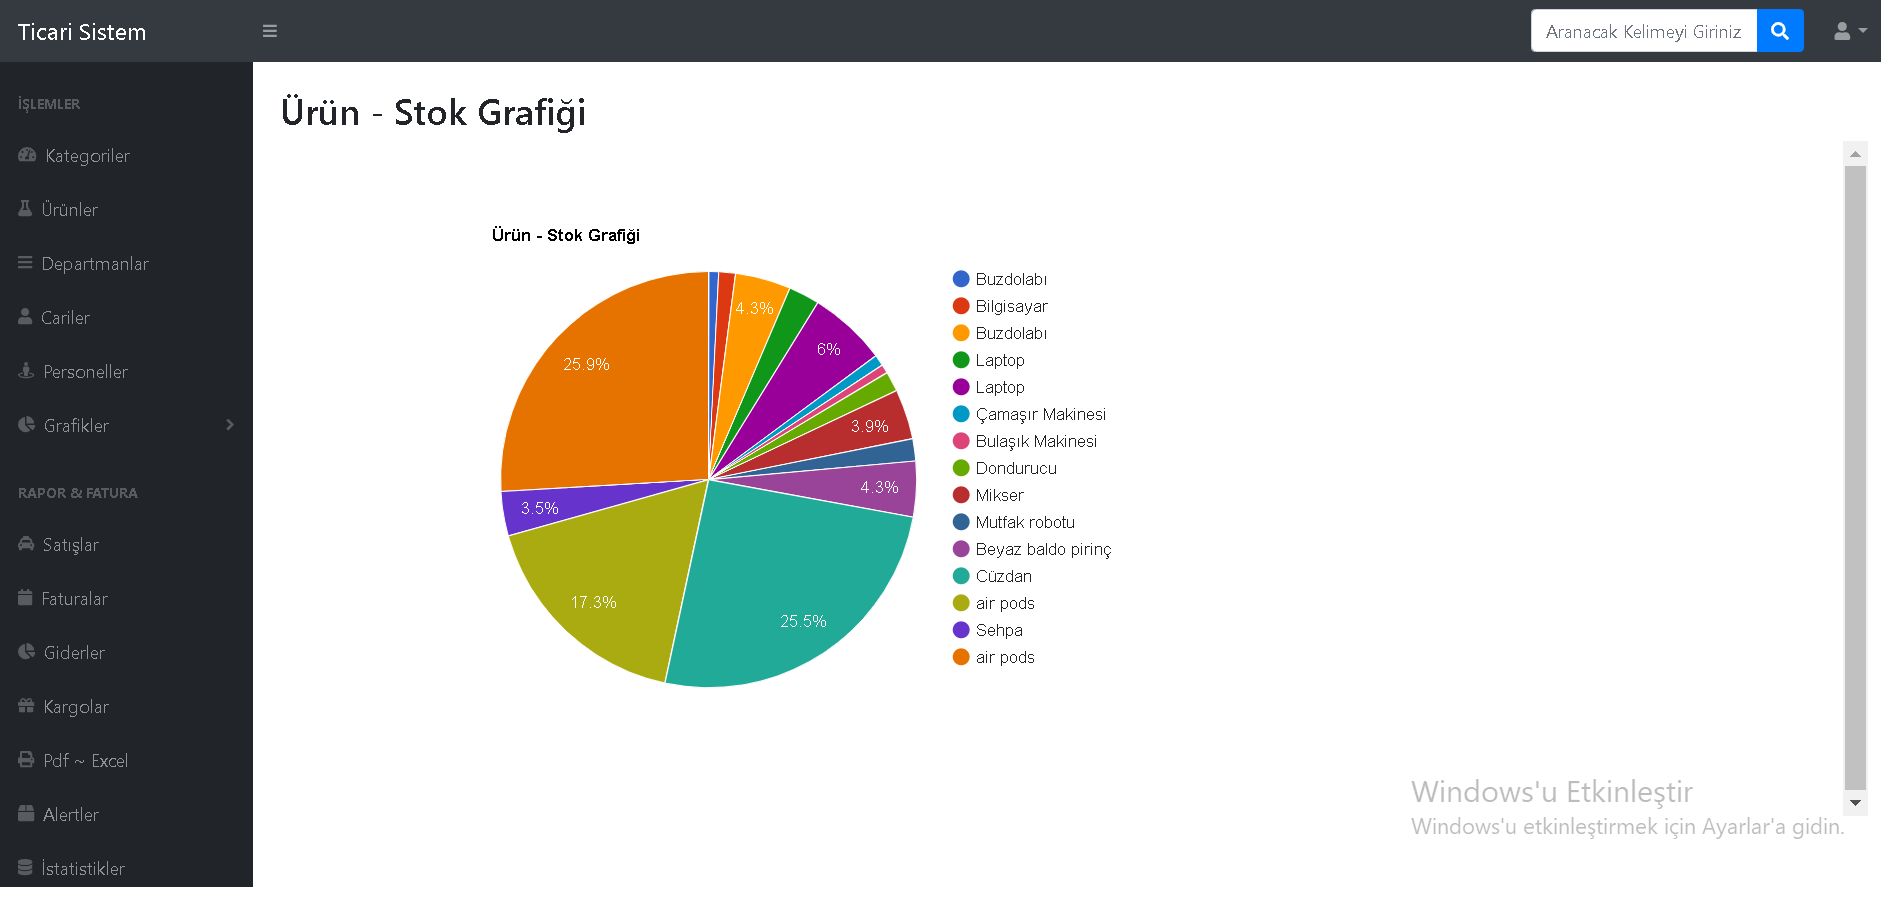 Ticari Sistem
Aranacak Kelimeyi Giriniz
İŞLEMLER
Kategoriler
Ürünler
Departmanlar
Cariler
Personeller
Grafikler
RAPOR & FATURA
Satışlar
Faturalar
Giderler
Kargolar
Pdf ~ Excel
Alertler
İstatistikler
Ürün - Stok Grafiği
Ürün - Stok Grafiği
4.3%
6%
3.9%
4.3%
25.5%
17.3%
3.5%
25.9%
Buzdolabı
Bilgisayar
Buzdolabı
Laptop
Laptop
Çamaşır Makinesi
Bulaşık Makinesi
Dondurucu
Mikser
Mutfak robotu
Beyaz baldo pirinç
Cüzdan
air pods
Sehpa
air pods
Windows'u Etkinleştir
Windows'u etkinleştirmek için Ayarlar'a gidin.